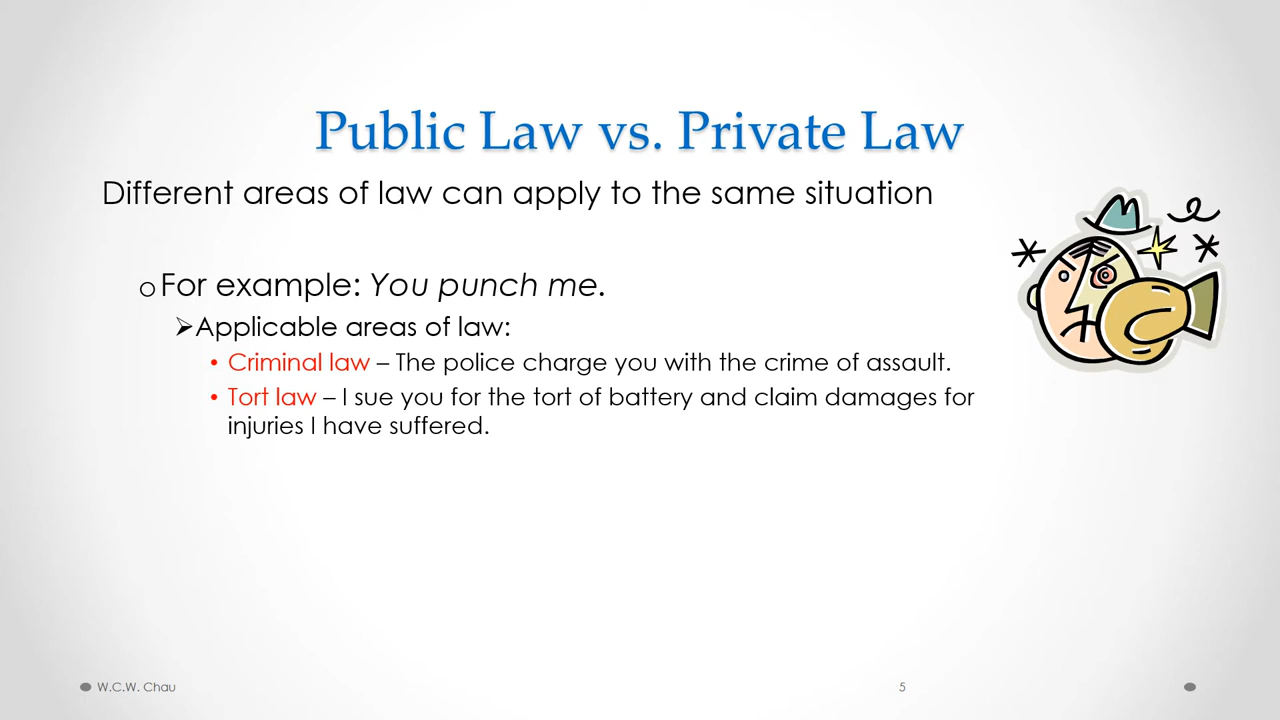 Public Law vs. Private Law
Different areas of law can apply to the same situation
o For example: You punch me.
➢Applicable areas of law:
• Criminal law – The police charge you with the crime of assault.
• Tort law – I sue you for the tort of battery and claim damages for
injuries I have suffered.
W.C.W. Chau
5